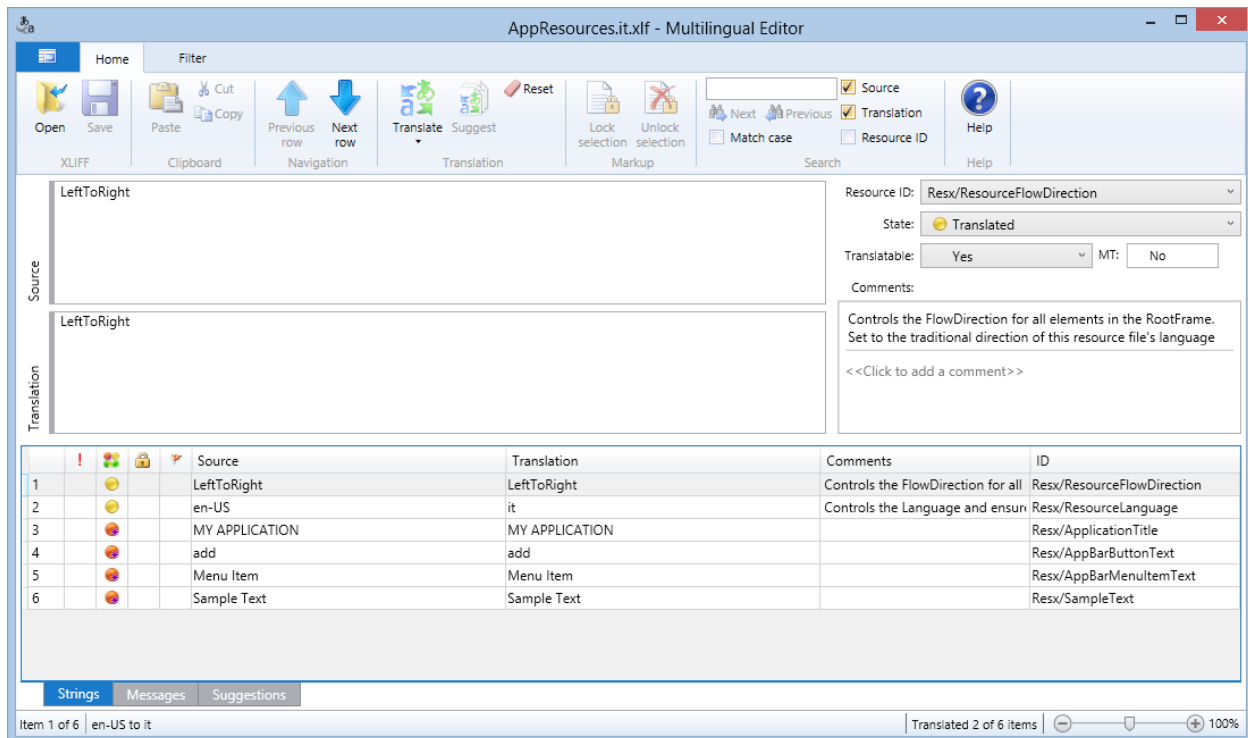 あa
AppResources.it.xlf - Multilingual Editor
Home Filter
Open Save Paste Cut Copy Previous row Next row Translate Suggest Reset Lock selection Unlock selection Next Previous Match case Source Translation Resource ID Help
XLIFF Clipboard Navigation Translation Markup Search Help
Source
LeftToRight
Translation
LeftToRight
Resource ID: Resx/ResourceFlowDirection
State: Translated
Translatable: Yes MT: No
Comments:
Controls the FlowDirection for all elements in the RootFrame.
Set to the traditional direction of this resource file's language
<<Click to add a comment>>
! Source Translation Comments ID
1 LeftToRight LeftToRight Controls the FlowDirection for all Resx/ResourceFlowDirection
2 en-US it Controls the Language and ensur Resx/ResourceLanguage
3 MY APPLICATION MY APPLICATION Resx/ApplicationTitle
4 add add Resx/AppBarButtonText
5 Menu Item Menu Item Resx/AppBarMenuItemText
6 Sample Text Sample Text Resx/SampleText
Strings Messages Suggestions
Item 1 of 6 en-US to it Translated 2 of 6 items 100%